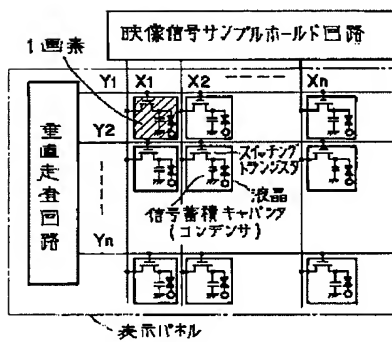 映像信号サンプルホールド回路
1画素
Y1 X1 X2 Xn
垂直走査回路
Y2
スイッチング
トランジスタ
液晶
信号蓄積キャパシタ
(コンデンサ)
Yn
表示パネル